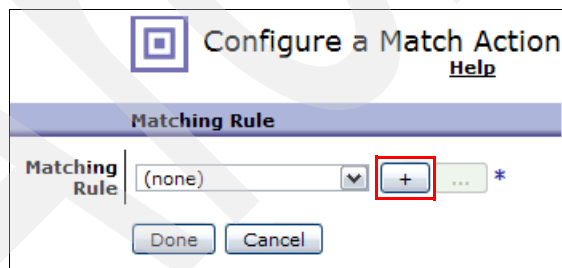 Configure a Match Action
Help
Matching Rule
Matching Rule
(none) + ... *
Done Cancel